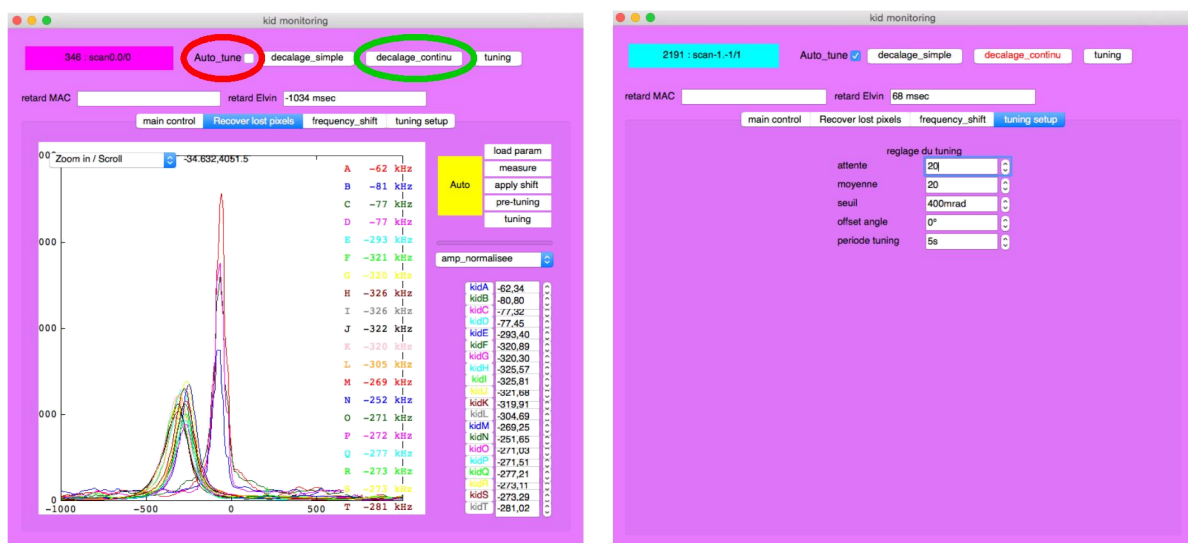 kid monitoring
346 : scan0.0/0
Auto_tune
decalage_simple
decalage_continu
tuning
retard MAC
retard Elvin
-1034 msec
main control
Recover lost pixels
frequency_shift
tuning setup
Zoom in / Scroll
-34.632,4051.5
A -62 kHz
B -81 kHz
C -77 kHz
D -77 kHz
E -293 kHz
F -321 kHz
G -320 kHz
H -326 kHz
I -326 kHz
J -322 kHz
K -320 kHz
L -305 kHz
M -269 kHz
N -252 kHz
O -271 kHz
P -272 kHz
Q -277 kHz
R -273 kHz
S -273 kHz
T -281 kHz
000
000
000
0
-1000
-500
0
500
Auto
load param
measure
apply shift
pre-tuning
tuning
amp_normalisee
kidA -62,34
kidB -80,80
kidC -77,32
kidD -77,45
kidE -293,40
kidF -320,89
kidG -320,30
kidH -325,57
kidI -325,81
kidJ -321,68
kidK -319,91
kidL -304,69
kidM -269,25
kidN -251,65
kidO -271,03
kidP -271,51
kidQ -277,21
kidR -273,11
kidS -273,29
kidT -281,02
kid monitoring
2191 : scan-1.-1/1
Auto_tune
decalage_simple
decalage_continu
tuning
retard MAC
retard Elvin
68 msec
main control
Recover lost pixels
frequency_shift
tuning setup
reglage du tuning
attente 20
moyenne 20
seuil 400mrad
offset angle 0°
periode tuning 5s